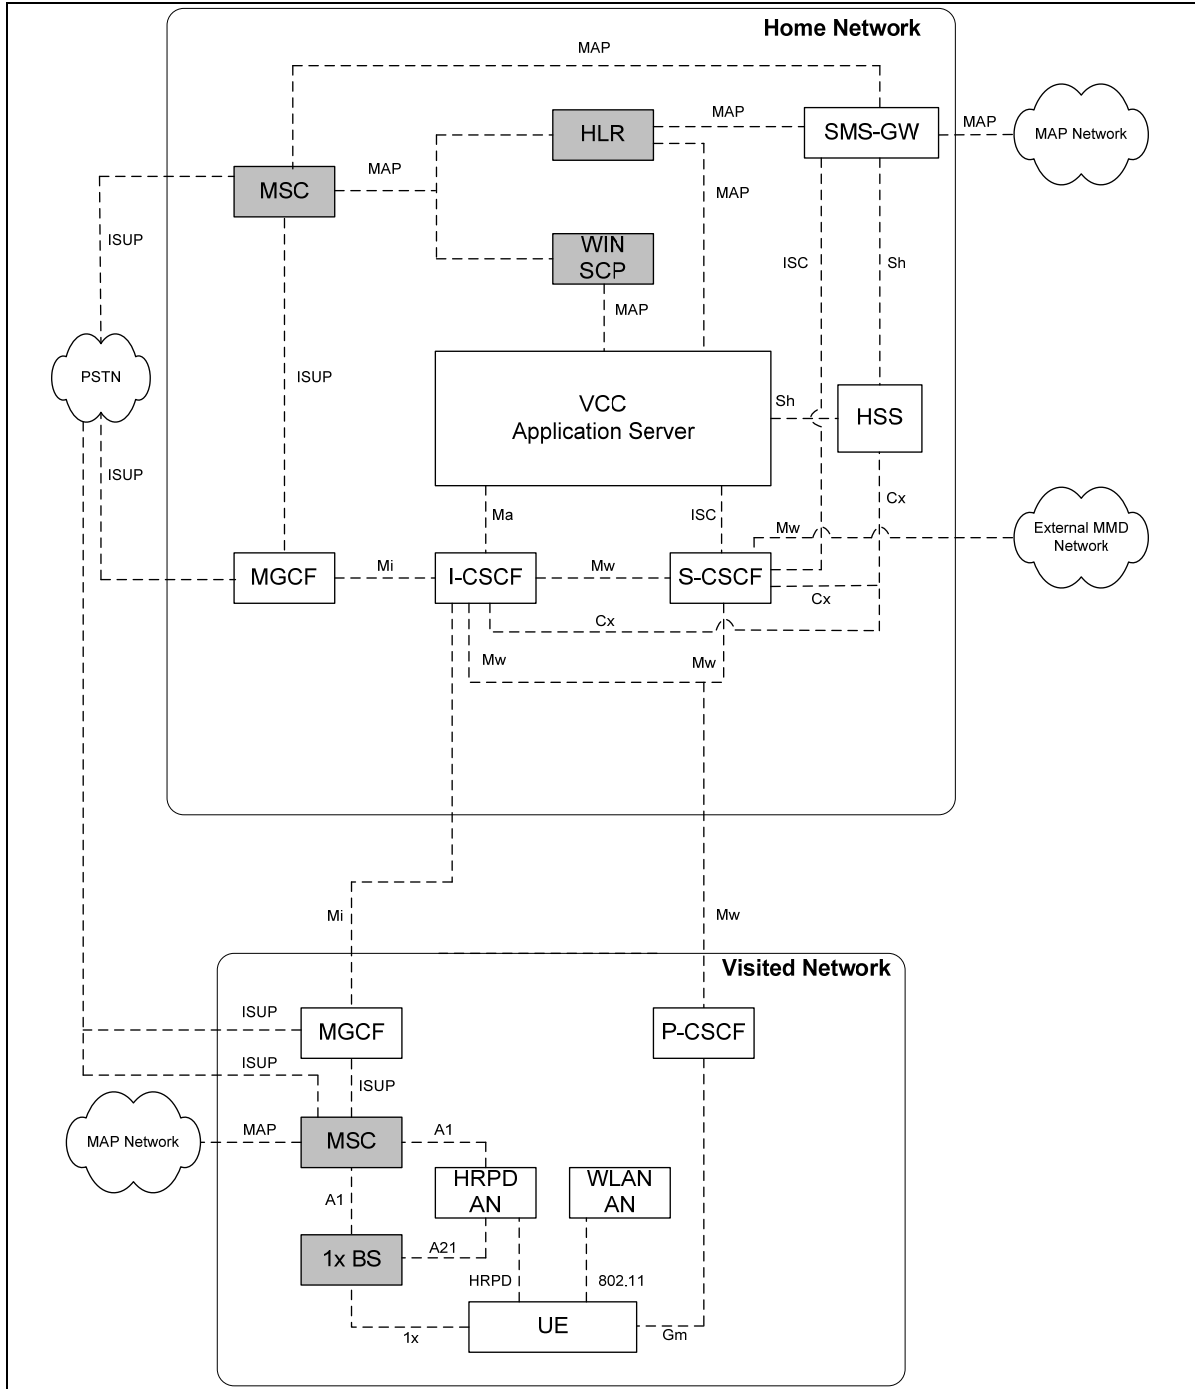 Home Network
MAP
HLR
MAP
SMS-GW
MAP
MAP Network
MSC
MAP
MAP
ISUP
WIN
SCP
ISC
Sh
MAP
PSTN
ISUP
VCC
Application Server
Sh
HSS
ISUP
Ma
ISC
Cx
Mw
External MMD
Network
MGCF
Mi
I-CSCF
Mw
S-CSCF
Cx
Cx
Mw
Mw
Mi
Mw
Visited Network
ISUP
MGCF
P-CSCF
ISUP
ISUP
MAP Network
MAP
MSC
A1
HRPD
AN
WLAN
AN
A1
1x BS
A21
HRPD
802.11
UE
1x
Gm